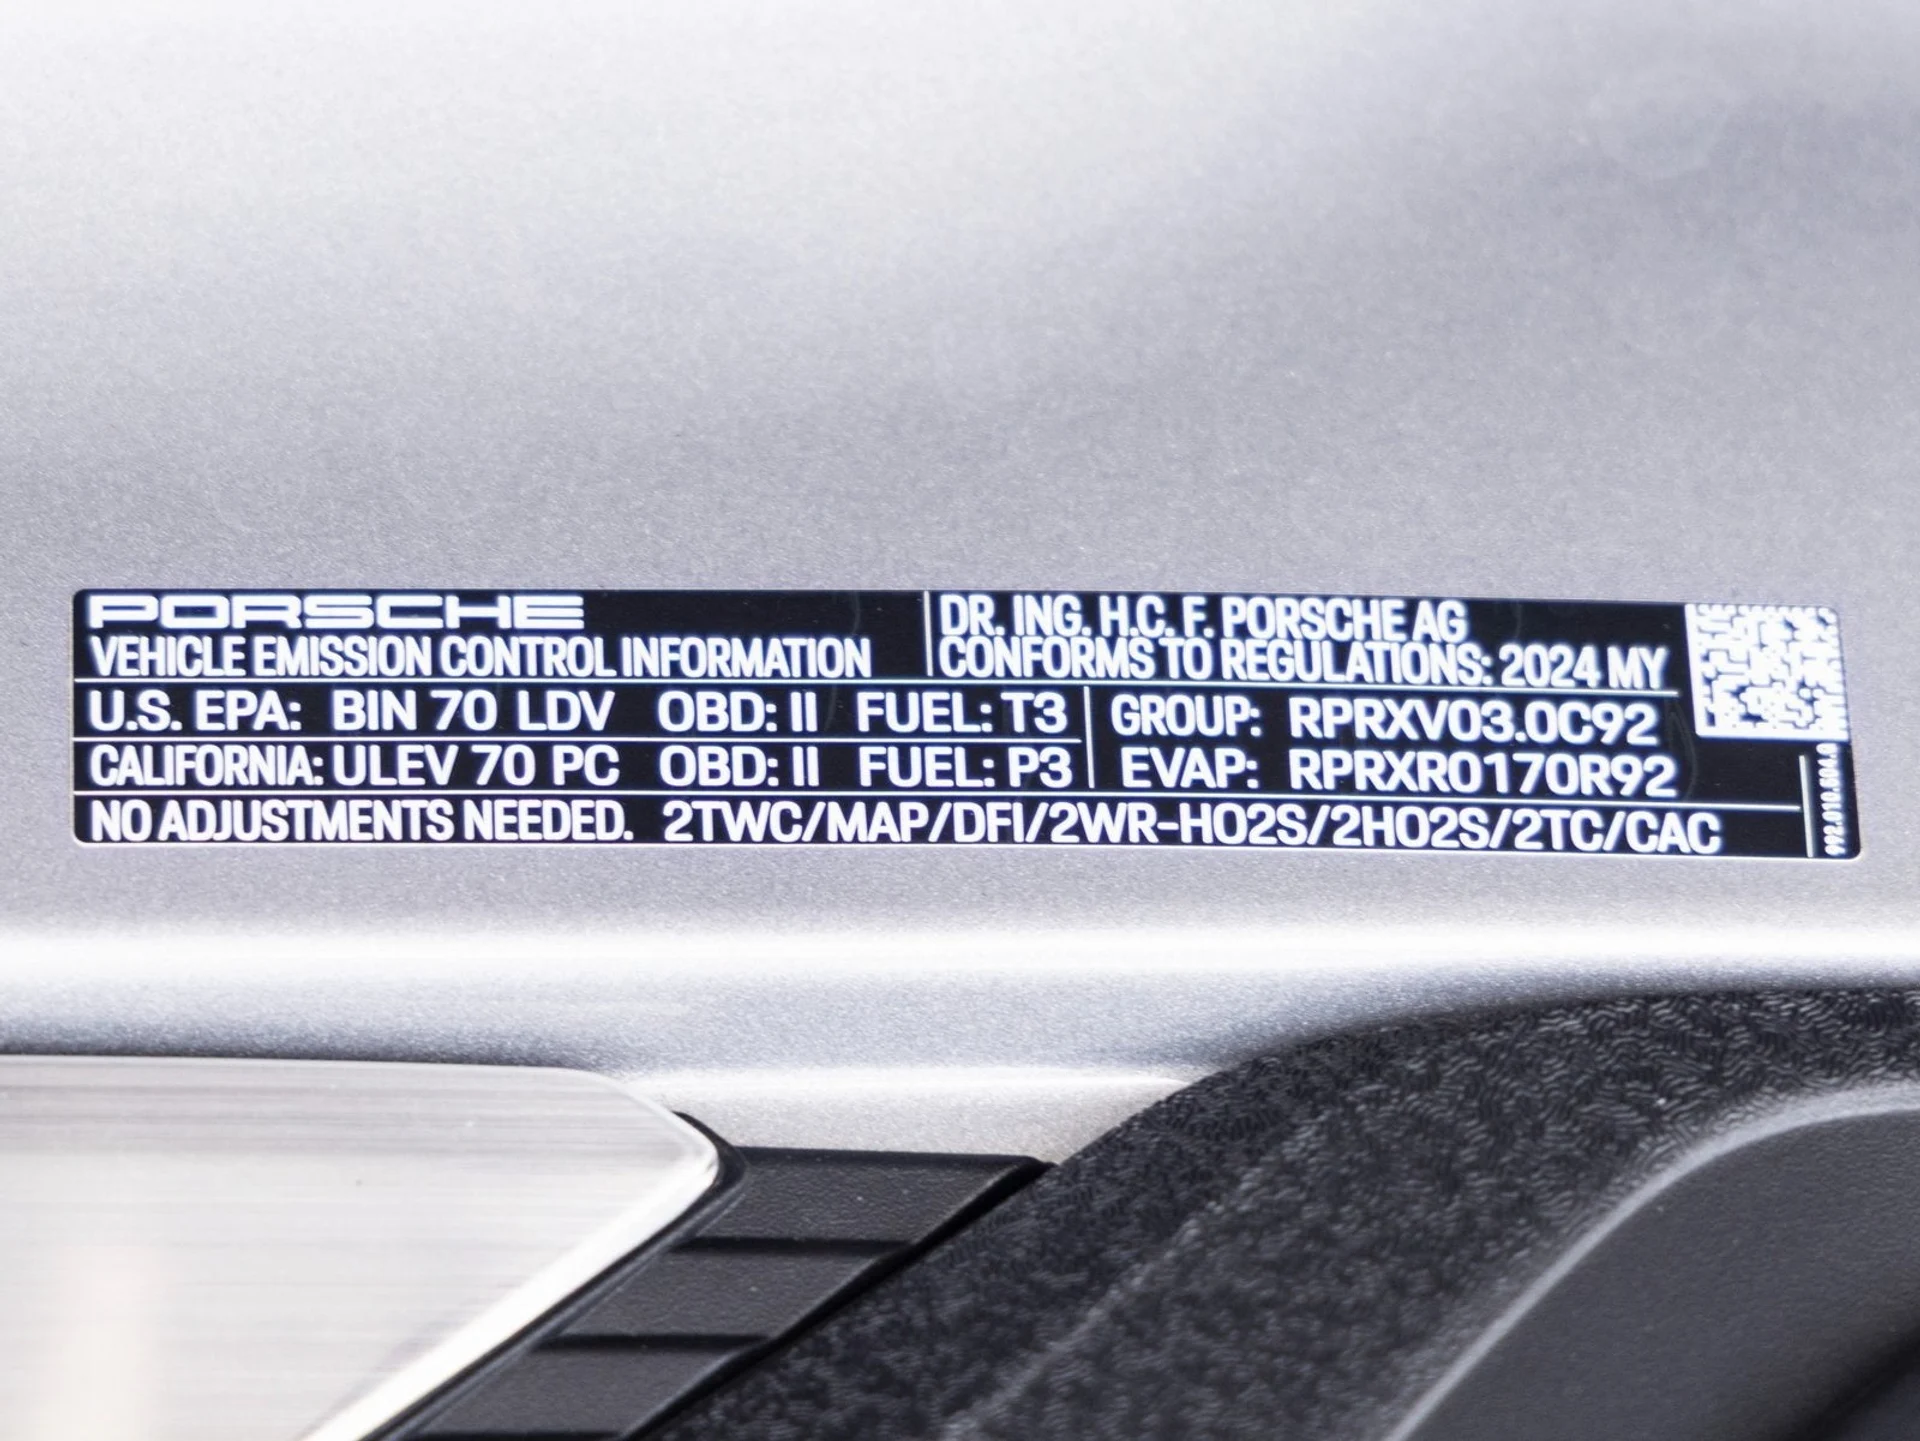 PORSCHE
VEHICLE EMISSION CONTROL INFORMATION
DR. ING. H.C. F. PORSCHE AG
CONFORMS TO REGULATIONS: 2024 MY
U.S. EPA: BIN 70 LDV OBD: II FUEL: T3
CALIFORNIA: ULEV 70 PC OBD: II FUEL: P3
GROUP: RPRXV03.0C92
EVAP: RPRXR0170R92
NO ADJUSTMENTS NEEDED. 2TWC/MAP/DFI/2WR-HO2S/2HO2S/2TC/CAC